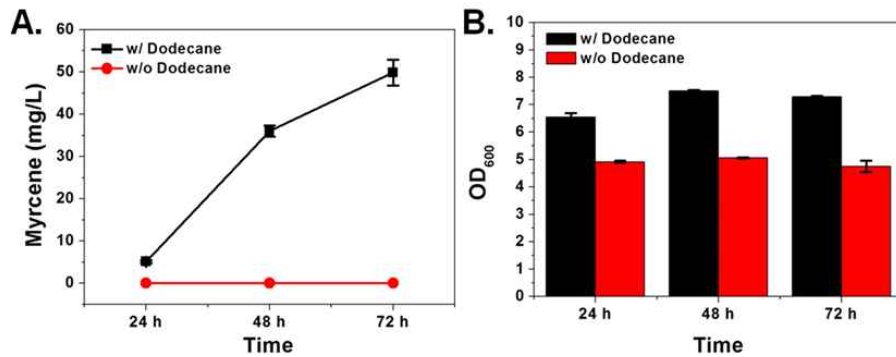 A.
60
50
40
30
20
10
0
Myrcene (mg/L)
w/ Dodecane
w/o Dodecane
24 h
48 h
72 h
Time
B.
10
9
8
7
6
5
4
3
2
1
0
OD600
w/ Dodecane
w/o Dodecane
24 h
48 h
72 h
Time